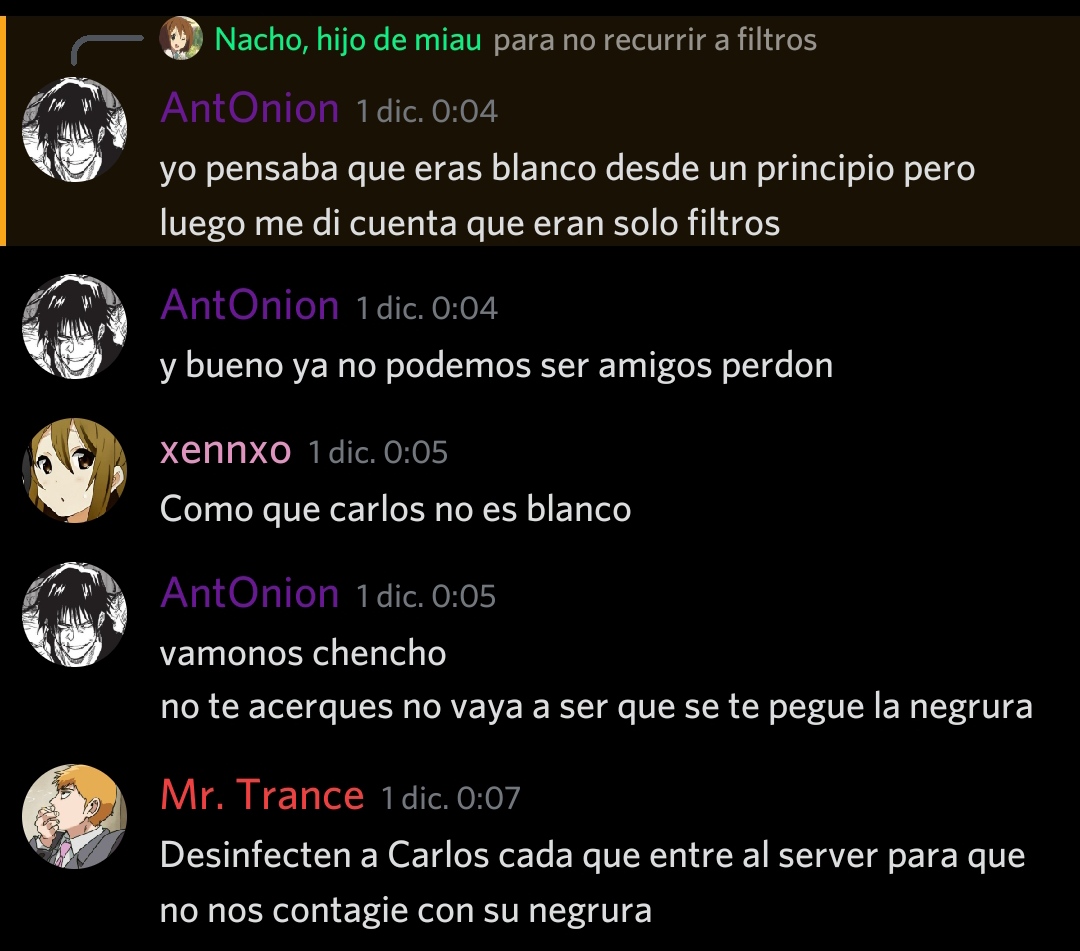 Nacho, hijo de miau para no recurrir a filtros
AntOnion 1 dic. 0:04
yo pensaba que eras blanco desde un principio pero
luego me di cuenta que eran solo filtros
AntOnion 1 dic. 0:04
y bueno ya no podemos ser amigos perdon
xennxo 1 dic. 0:05
Como que carlos no es blanco
AntOnion 1 dic. 0:05
vamonos chencho
no te acerques no vaya a ser que se te pegue la negrura
Mr. Trance 1 dic. 0:07
Desinfecten a Carlos cada que entre al server para que
no nos contagie con su negrura